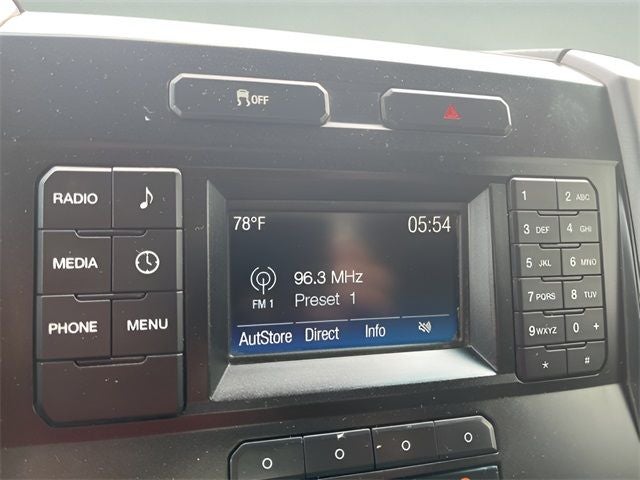 OFF
RADIO
MEDIA
PHONE MENU
78°F 05:54
96.3 MHz
FM 1 Preset 1
AutStore Direct Info
1 2 ABC
3 DEF 4 GHI
5 JKL 6 MNO
7 PQRS 8 TUV
9 WXYZ 0 +
* #